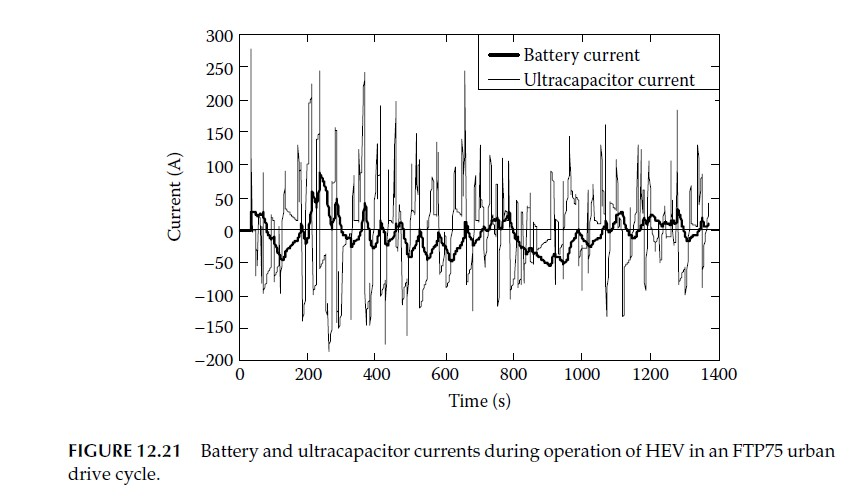 300
250
200
150
100
50
0
−50
−100
−150
−200
Current (A)
Battery current
Ultracapacitor current
0 200 400 600 800 1000 1200 1400
Time (s)
FIGURE 12.21 Battery and ultracapacitor currents during operation of HEV in an FTP75 urban
drive cycle.